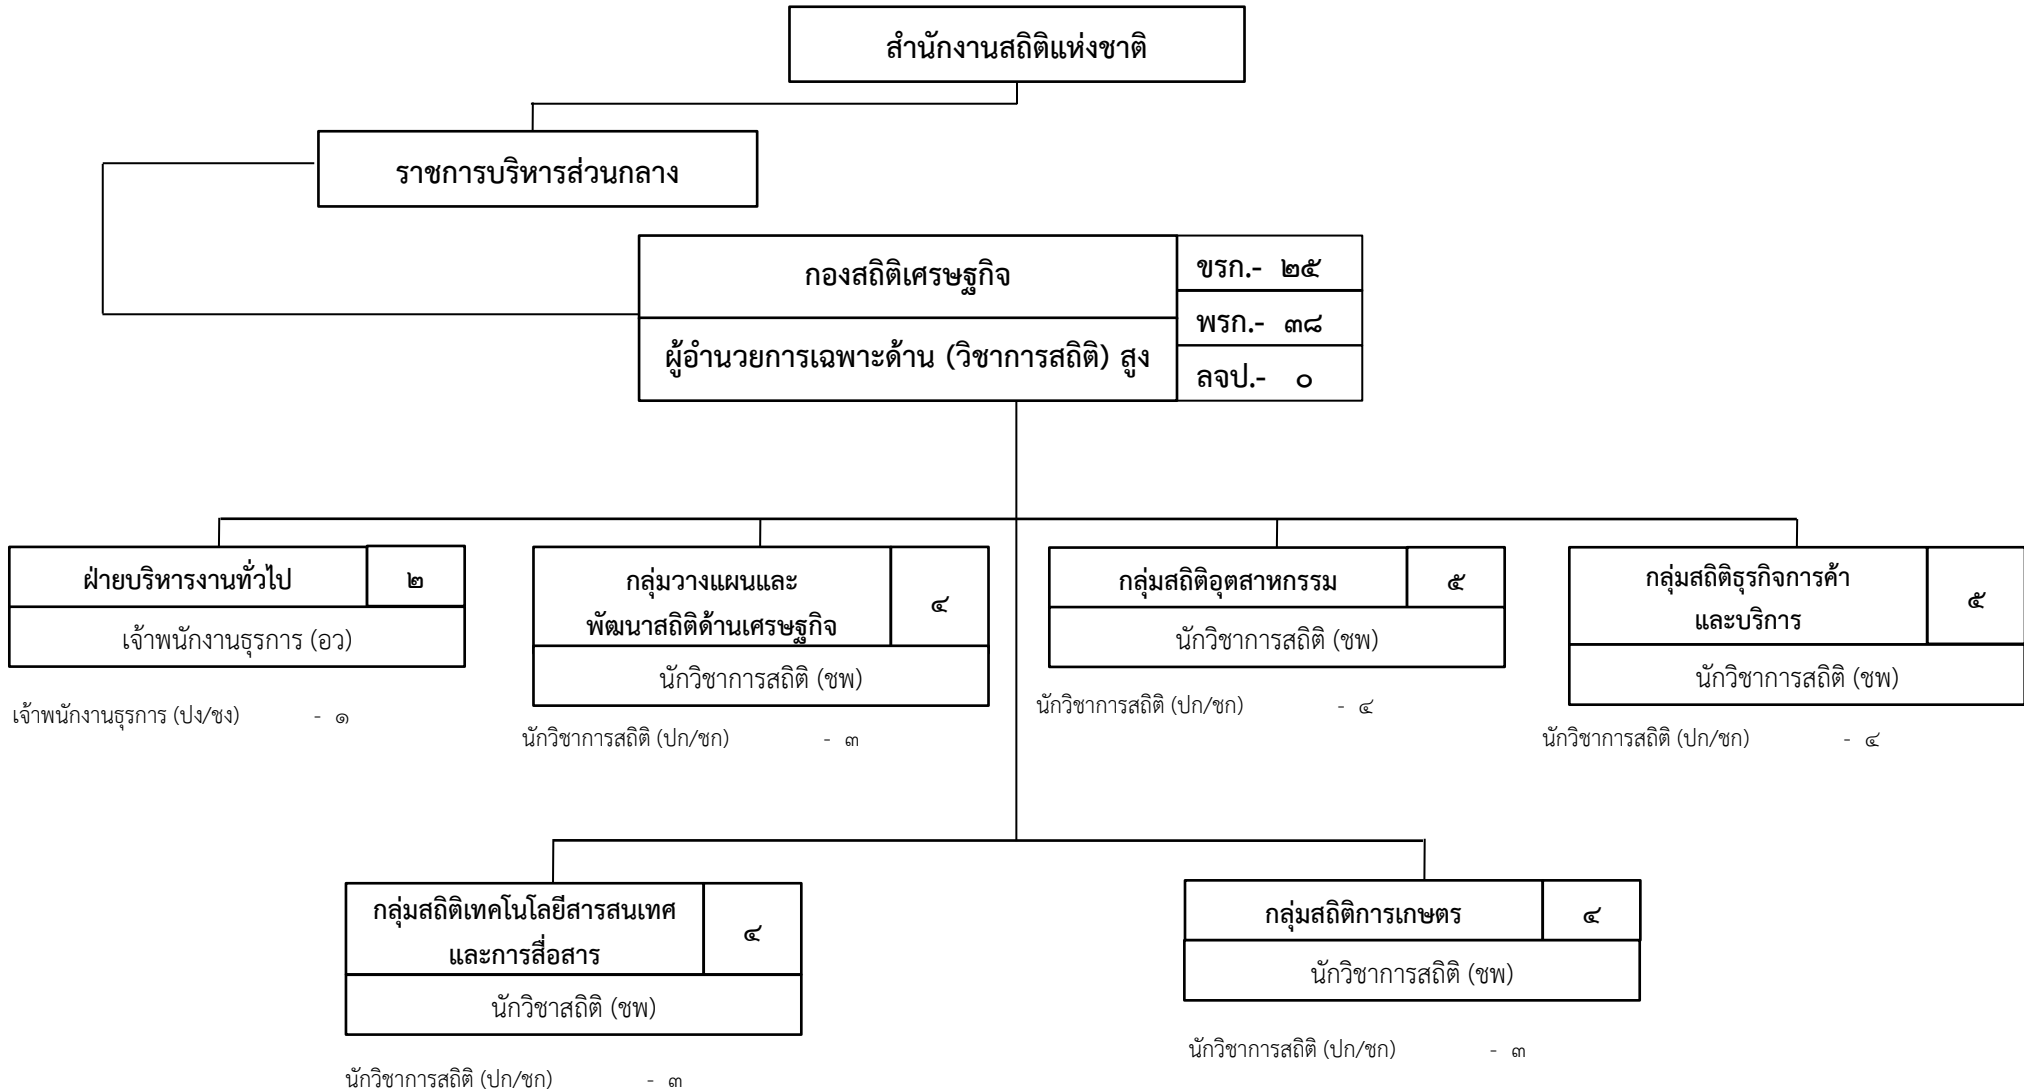 สำนักงานสถิติแห่งชาติ
ราชการบริหารส่วนกลาง
กองสถิติเศรษฐกิจ
ขรก.- ๒๕
พรก.- ๓๘
ผู้อำนวยการเฉพาะด้าน (วิชาการสถิติ) สูง
ลจป.- ๐
ฝ่ายบริหารงานทั่วไป ๒
เจ้าพนักงานธุรการ (อว)
เจ้าพนักงานธุรการ (ปง/ชง) - ๑
กลุ่มวางแผนและ
พัฒนาสถิติด้านเศรษฐกิจ ๔
นักวิชาการสถิติ (ชพ)
นักวิชาการสถิติ (ปก/ชก) - ๓
กลุ่มสถิติอุตสาหกรรม ๕
นักวิชาการสถิติ (ชพ)
นักวิชาการสถิติ (ปก/ชก) - ๔
กลุ่มสถิติธุรกิจการค้า
และบริการ ๕
นักวิชาการสถิติ (ชพ)
นักวิชาการสถิติ (ปก/ชก) - ๔
กลุ่มสถิติเทคโนโลยีสารสนเทศ
และการสื่อสาร ๔
นักวิชาสถิติ (ชพ)
นักวิชาการสถิติ (ปก/ชก) - ๓
กลุ่มสถิติการเกษตร ๔
นักวิชาการสถิติ (ชพ)
นักวิชาการสถิติ (ปก/ชก) - ๓